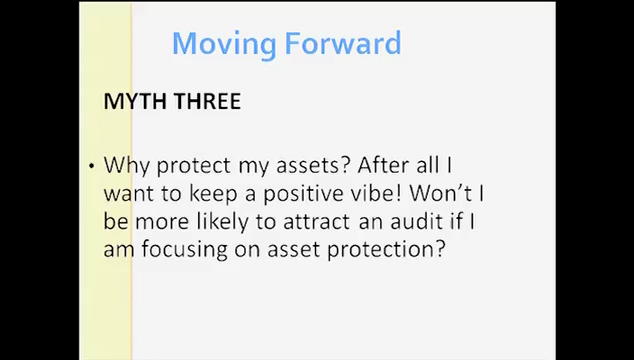 Moving Forward
MYTH THREE
• Why protect my assets? After all I
want to keep a positive vibe! Won't I
be more likely to attract an audit if I
am focusing on asset protection?